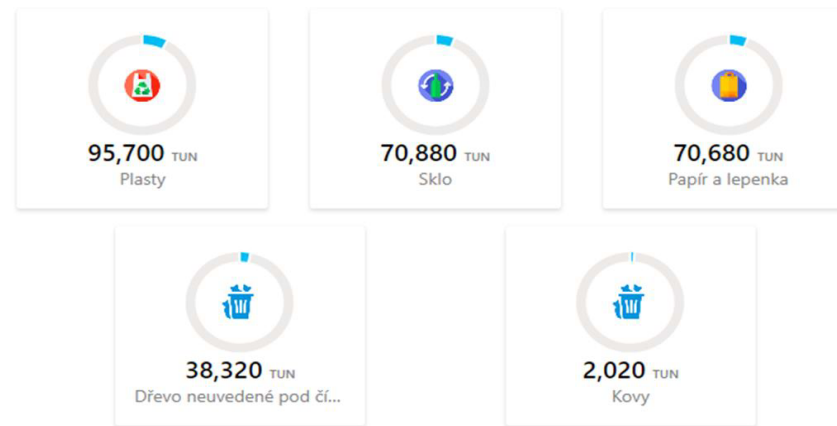 95,700 TUN
Plasty
70,880 TUN
Sklo
70,680 TUN
Papír a lepenka
38,320 TUN
Dřevo neuvedené pod čí...
2,020 TUN
Kovy